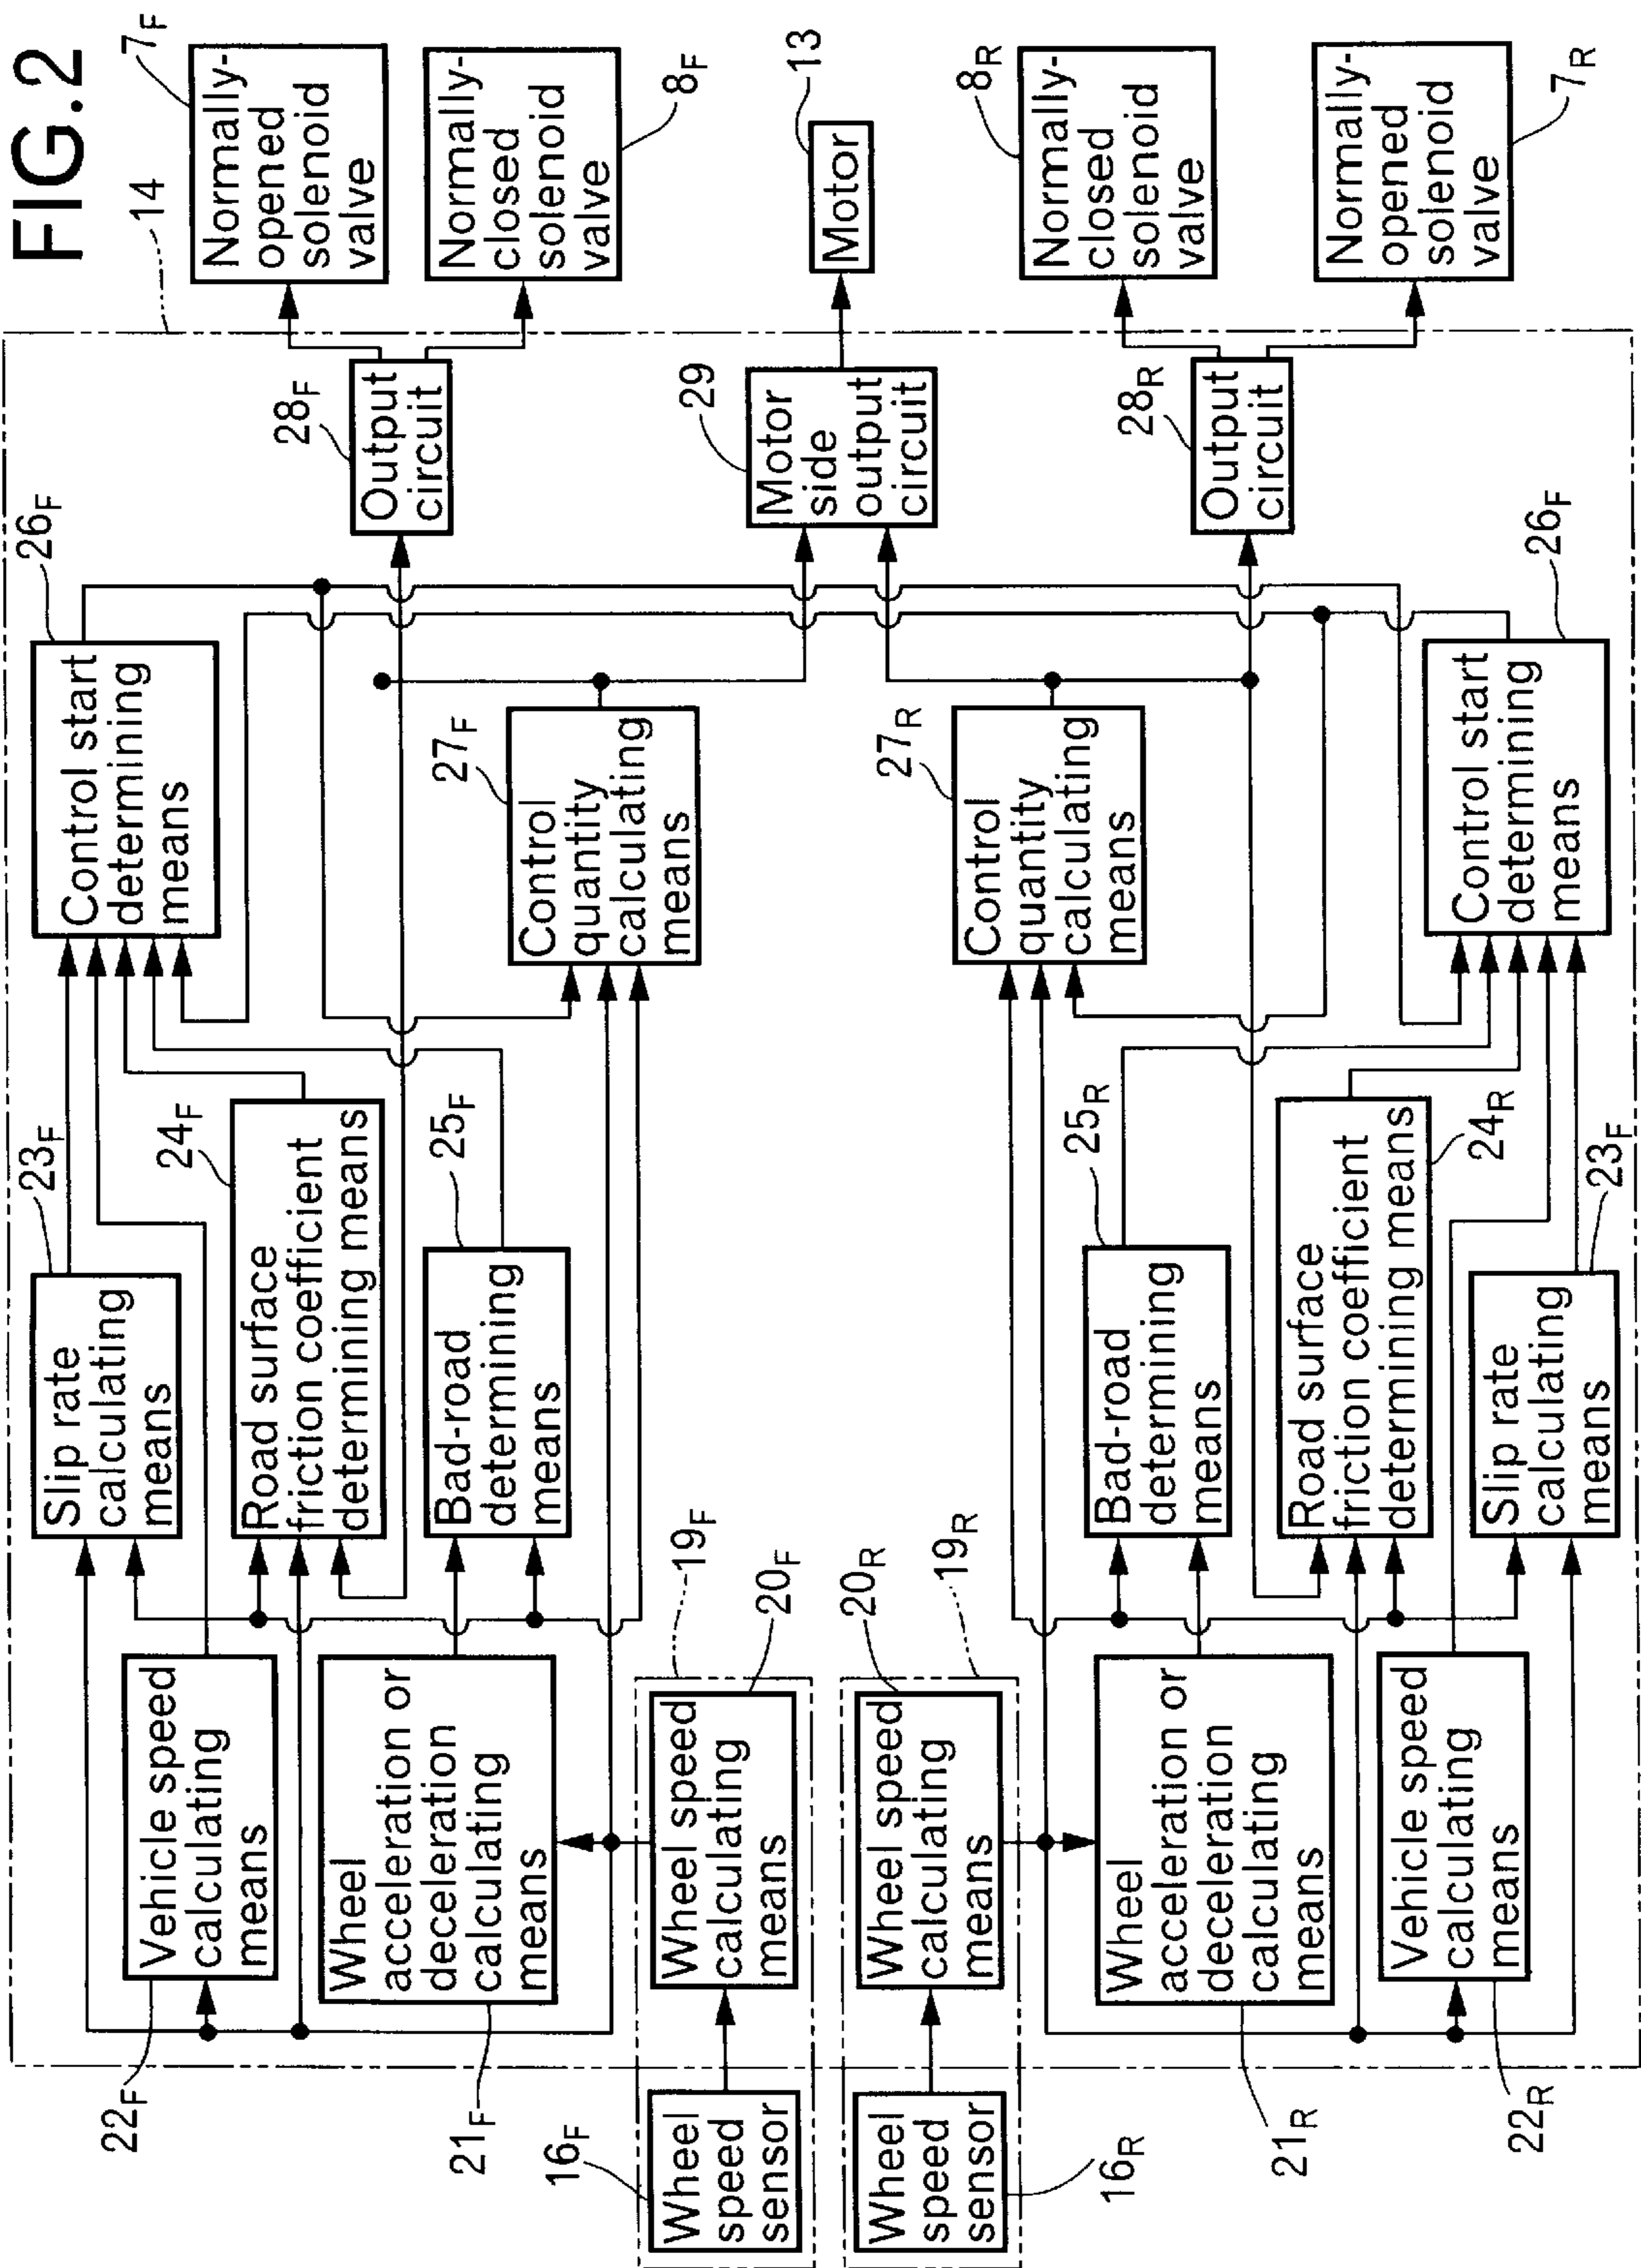 FIG.2
14
22F
Vehicle speed
calculating
means
21F
Wheel
acceleration or
deceleration
calculating
means
16F
Wheel
speed
sensor
19F
20F
Wheel speed
calculating
means
23F
Slip rate
calculating
means
24F
Road surface
friction coefficient
determining means
25F
Bad-road
determining
means
26F
Control start
determining
means
27F
Control
quantity
calculating
means
28F
Output
circuit
7F
Normally-
opened
solenoid
valve
8F
Normally-
closed
solenoid
valve
29
Motor
side
output
circuit
13
Motor
16R
Wheel
speed
sensor
19R
20R
Wheel speed
calculating
means
21R
Wheel
acceleration or
deceleration
calculating
means
22R
Vehicle speed
calculating
means
25R
Bad-road
determining
means
24R
Road surface
friction coefficient
determining means
23F
Slip rate
calculating
means
27R
Control
quantity
calculating
means
26F
Control start
determining
means
28R
Output
circuit
8R
Normally-
closed
solenoid
valve
7R
Normally-
opened
solenoid
valve